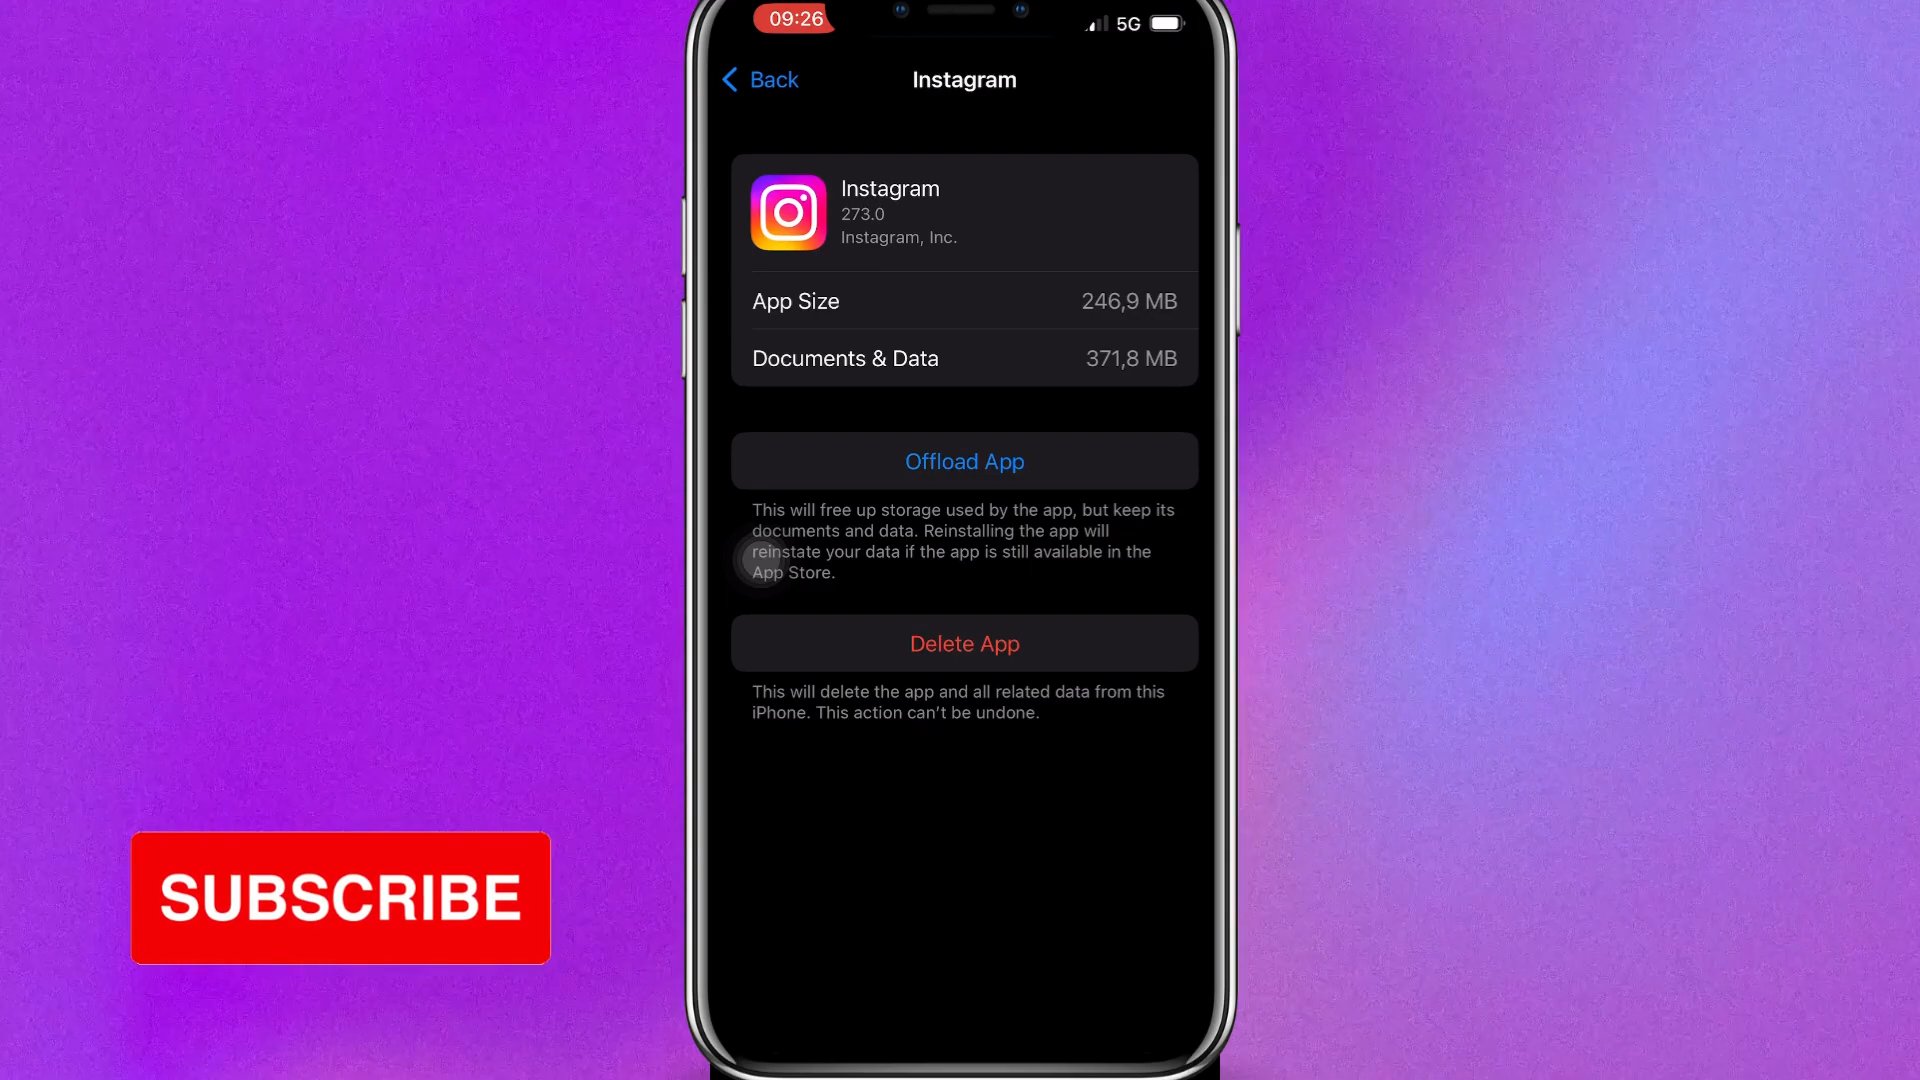 09:26
5G
Back
Instagram
Instagram
273.0
Instagram, Inc.
App Size
246,9 MB
Documents & Data
371,8 MB
Offload App
This will free up storage used by the app, but keep its
documents and data. Reinstalling the app will
reinstate your data if the app is still available in the
App Store.
Delete App
This will delete the app and all related data from this
iPhone. This action can’t be undone.
SUBSCRIBE